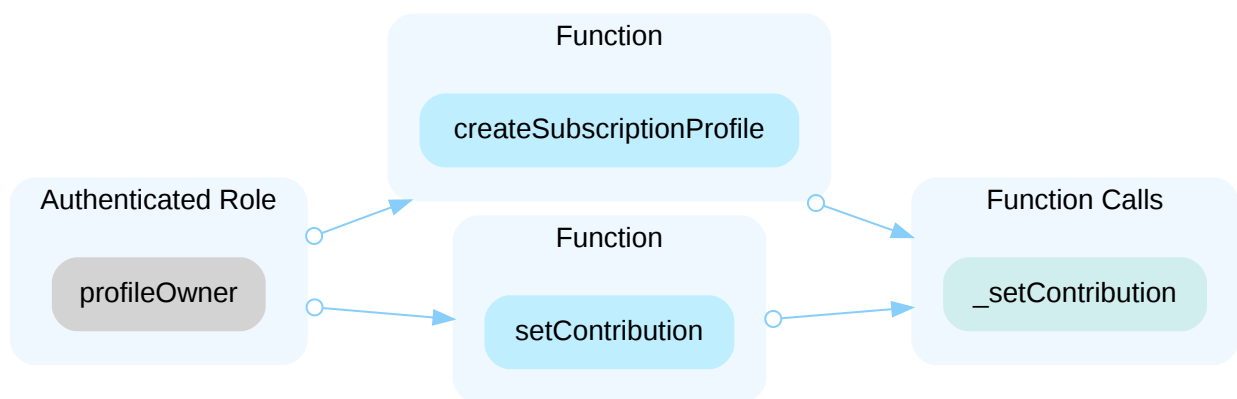 Authenticated Role
profileOwner
Function
createSubscriptionProfile
Function
setContribution
Function Calls
_setContribution